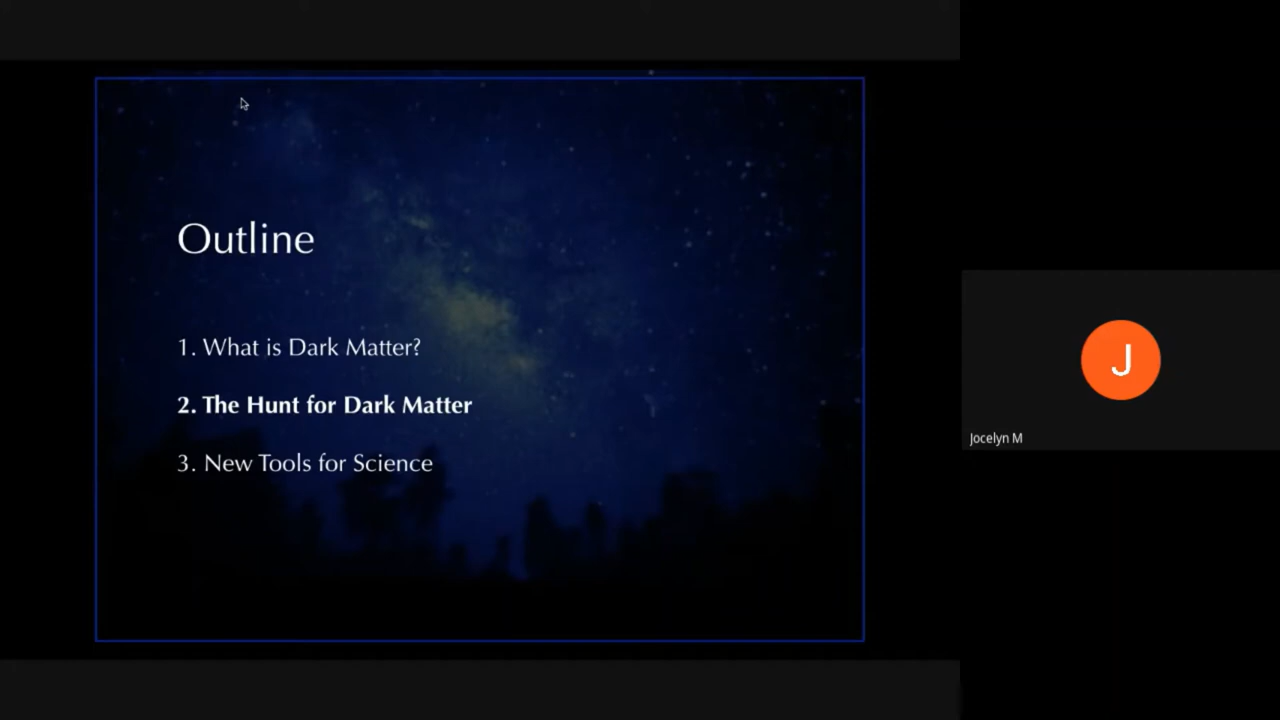 Outline
1. What is Dark Matter?
2. The Hunt for Dark Matter
3. New Tools for Science
J
Jocelyn M